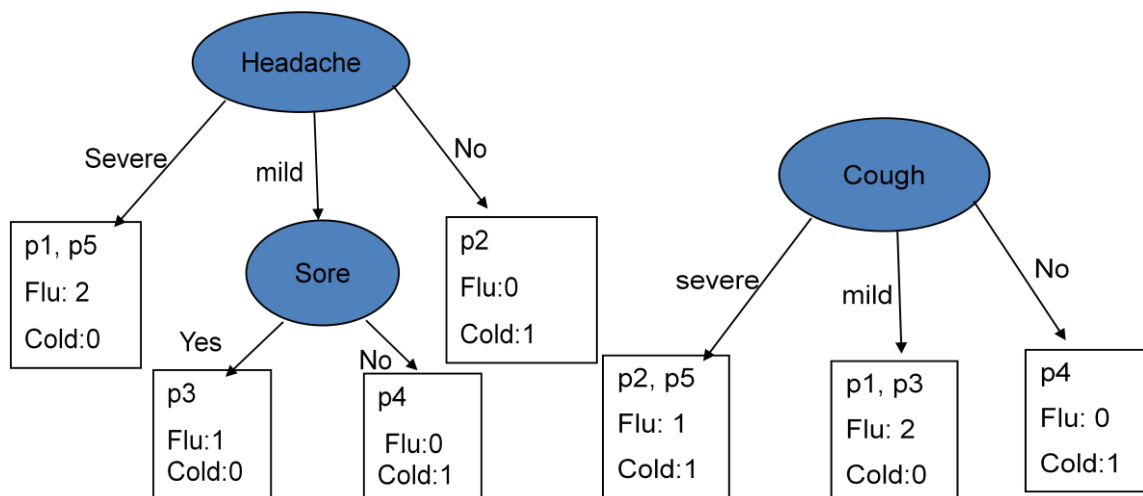 Headache
Severe
mild
No
p1, p5
Flu: 2
Cold:0
Sore
p2
Flu:0
Cold:1
Yes
No
p3
Flu:1
Cold:0
p4
Flu:0
Cold:1
Cough
severe
mild
No
p2, p5
Flu: 1
Cold:1
p1, p3
Flu: 2
Cold:0
p4
Flu: 0
Cold:1